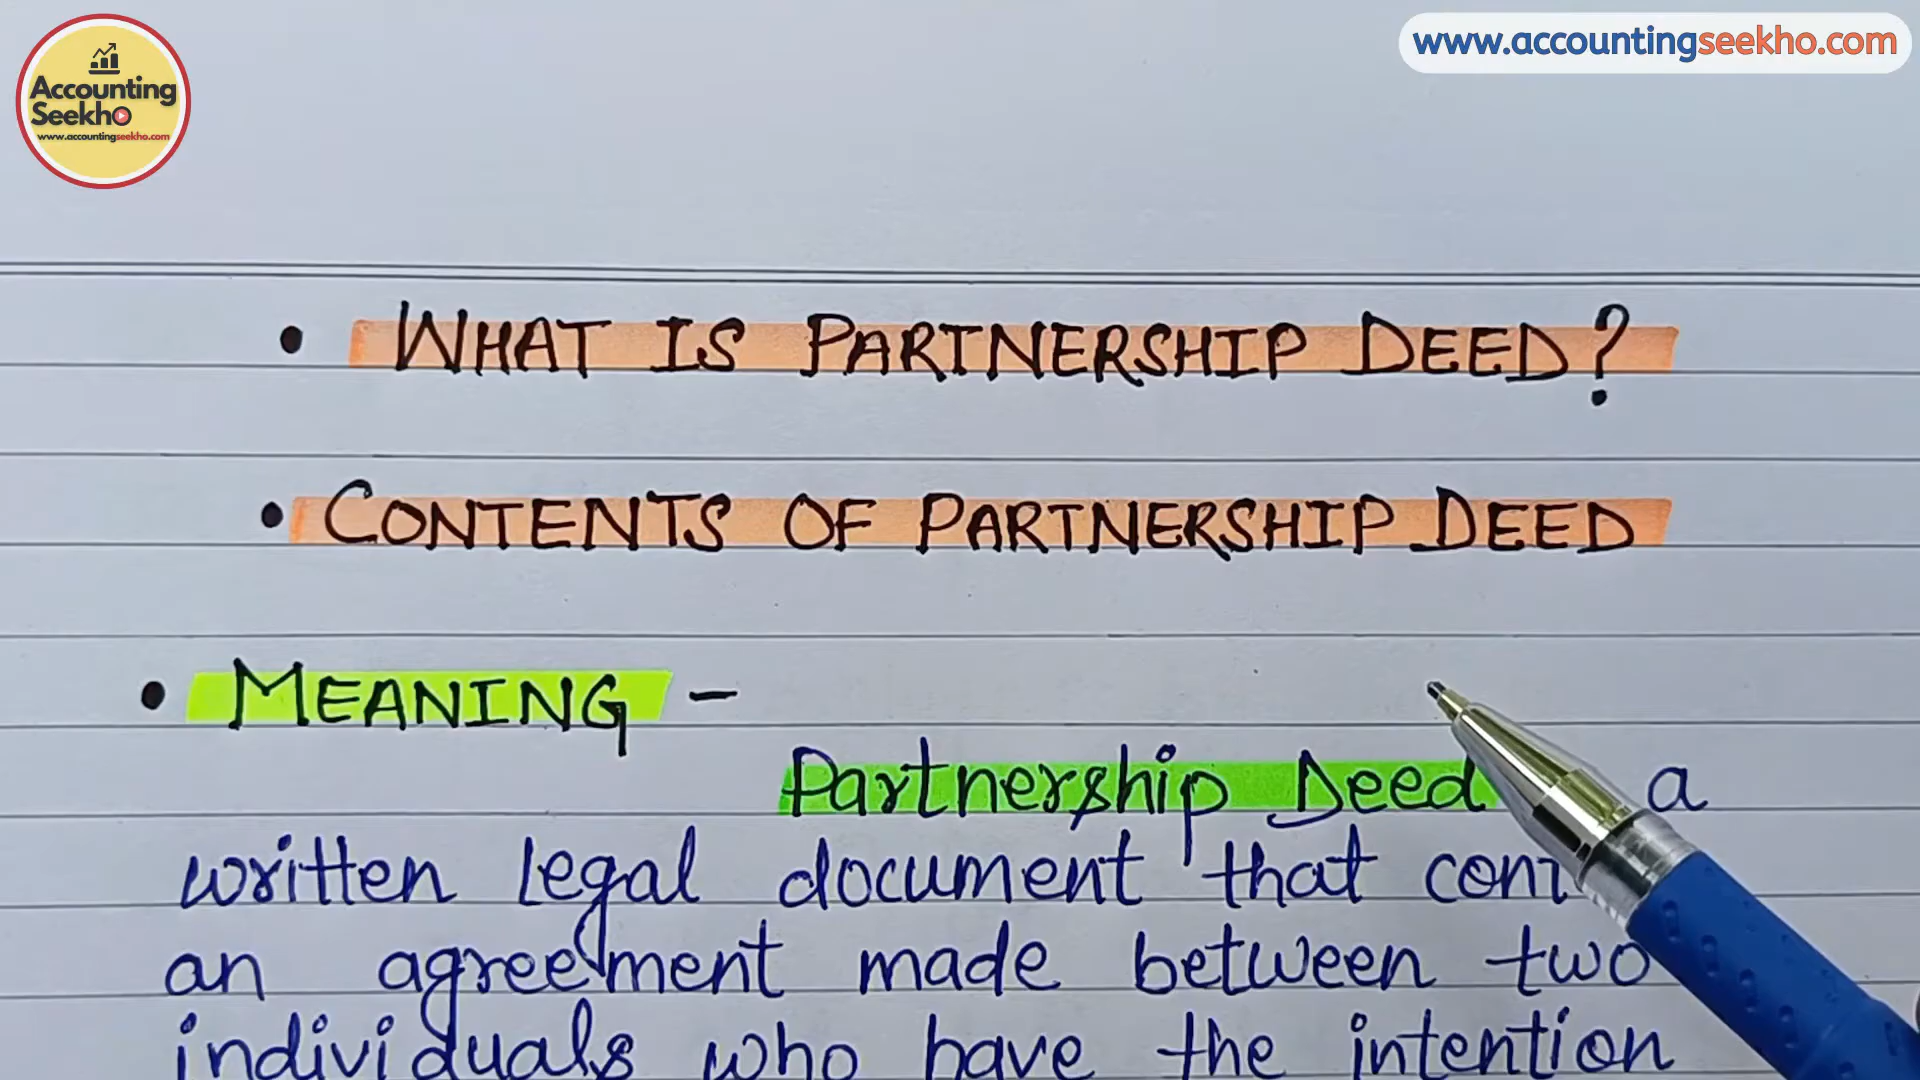 Accounting
Seekho
www.accountingseekho.com
www.accountingseekho.com
• WHAT IS PARTNERSHIP DEED?
• CONTENTS OF PARTNERSHIP DEED
• MEANING –
Partnership Deed a
written legal document that
an agreement made between two
individuals who have the intention